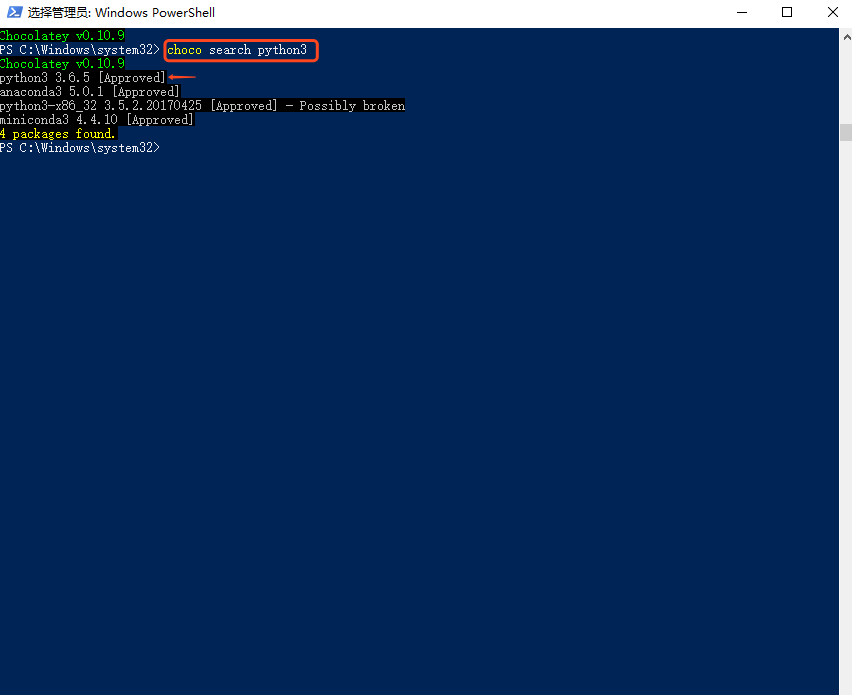 选择管理员: Windows PowerShell
Chocolatey v0.10.9
PS C:\Windows\system32> choco search python3
Chocolatey v0.10.9
python3 3.6.5 [Approved]
anaconda3 5.0.1 [Approved]
python3-x86_32 3.5.2.20170425 [Approved] - Possibly broken
miniconda3 4.4.10 [Approved]
4 packages found.
PS C:\Windows\system32>